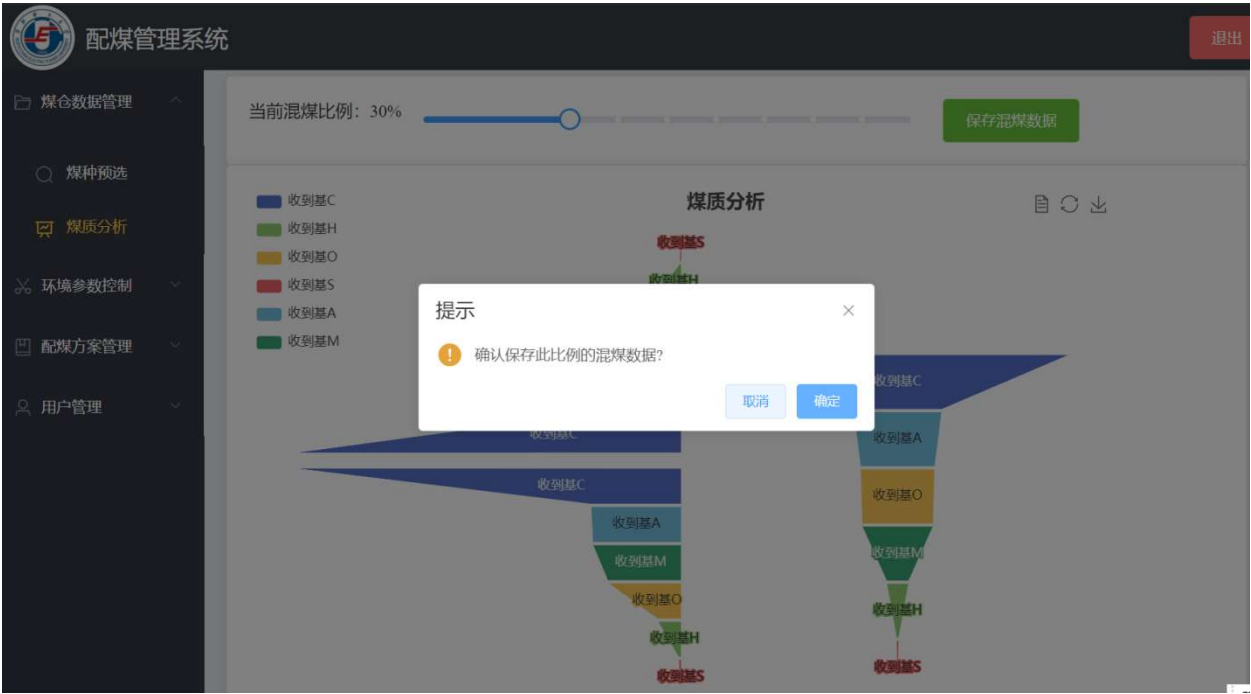 配煤管理系统
退出
煤仓数据管理
煤种预选
煤质分析
环境参数控制
配煤方案管理
用户管理
当前混煤比例：30%
保存混煤数据
收到基C
收到基H
收到基O
收到基S
收到基A
收到基M
煤质分析
收到基S
收到基H
提示
确认保存此比例的混煤数据?
取消
确定
收到基C
收到基C
收到基A
收到基M
收到基O
收到基H
收到基S
收到基C
收到基A
收到基O
收到基M
收到基H
收到基S